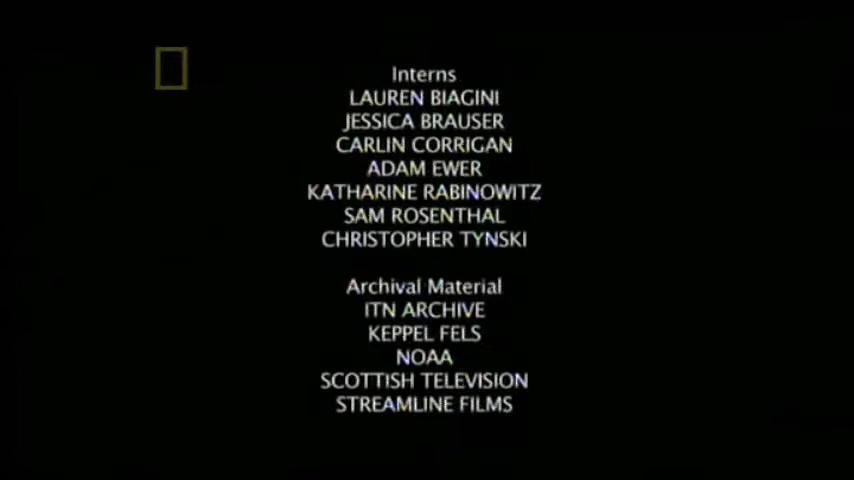 Interns
LAUREN BIAGINI
JESSICA BRAUSER
CARLIN CORRIGAN
ADAM EWER
KATHARINE RABINOWITZ
SAM ROSENTHAL
CHRISTOPHER TYNSKI
Archival Material
ITN ARCHIVE
KEPPEL FELS
NOAA
SCOTTISH TELEVISION
STREAMLINE FILMS